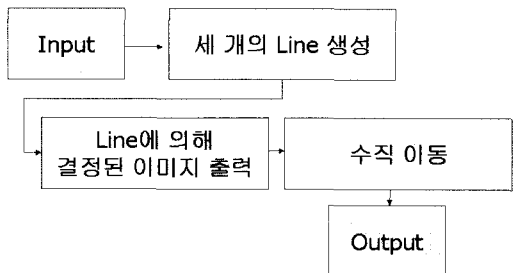 Input
세 개의 Line 생성
Line에 의해
결정된 이미지 출력
수직 이동
Output